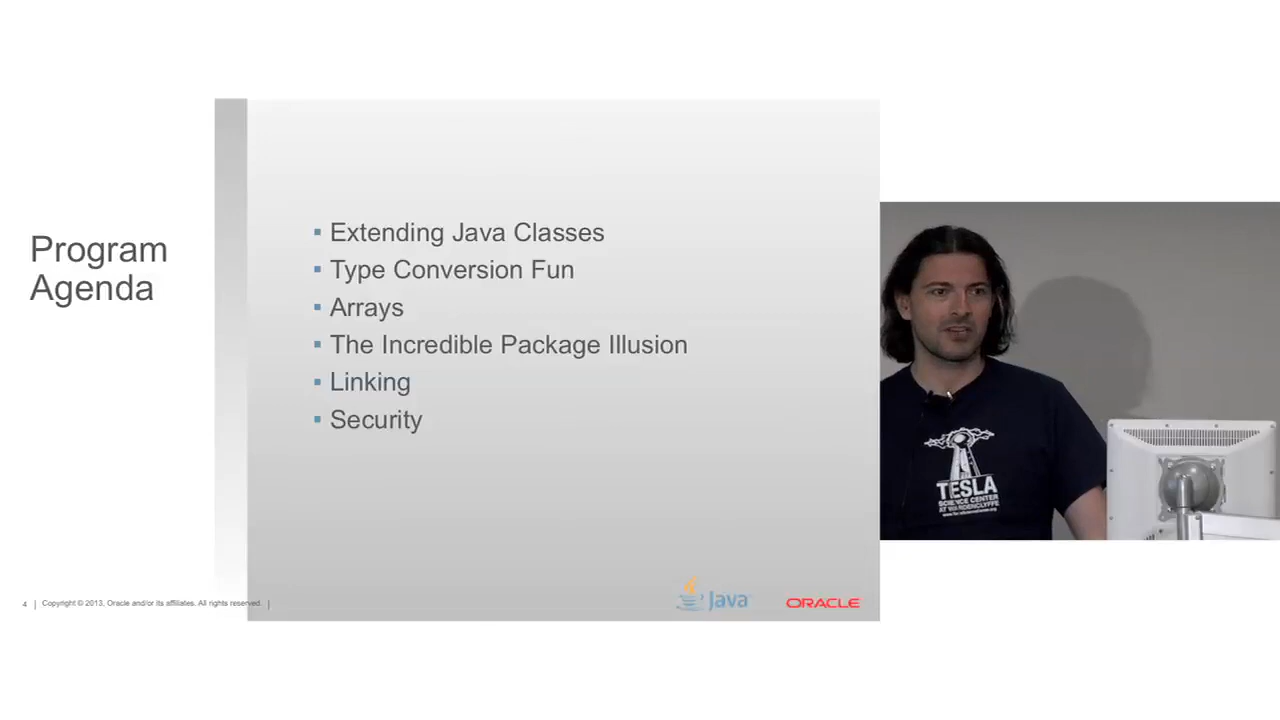 Program
Agenda
Extending Java Classes
Type Conversion Fun
Arrays
The Incredible Package Illusion
Linking
Security
4 | Copyright © 2013, Oracle and/or its affiliates. All rights reserved. |
Java
ORACLE
TESLA
SCIENCE CENTER
AT WARDENCLYFFE